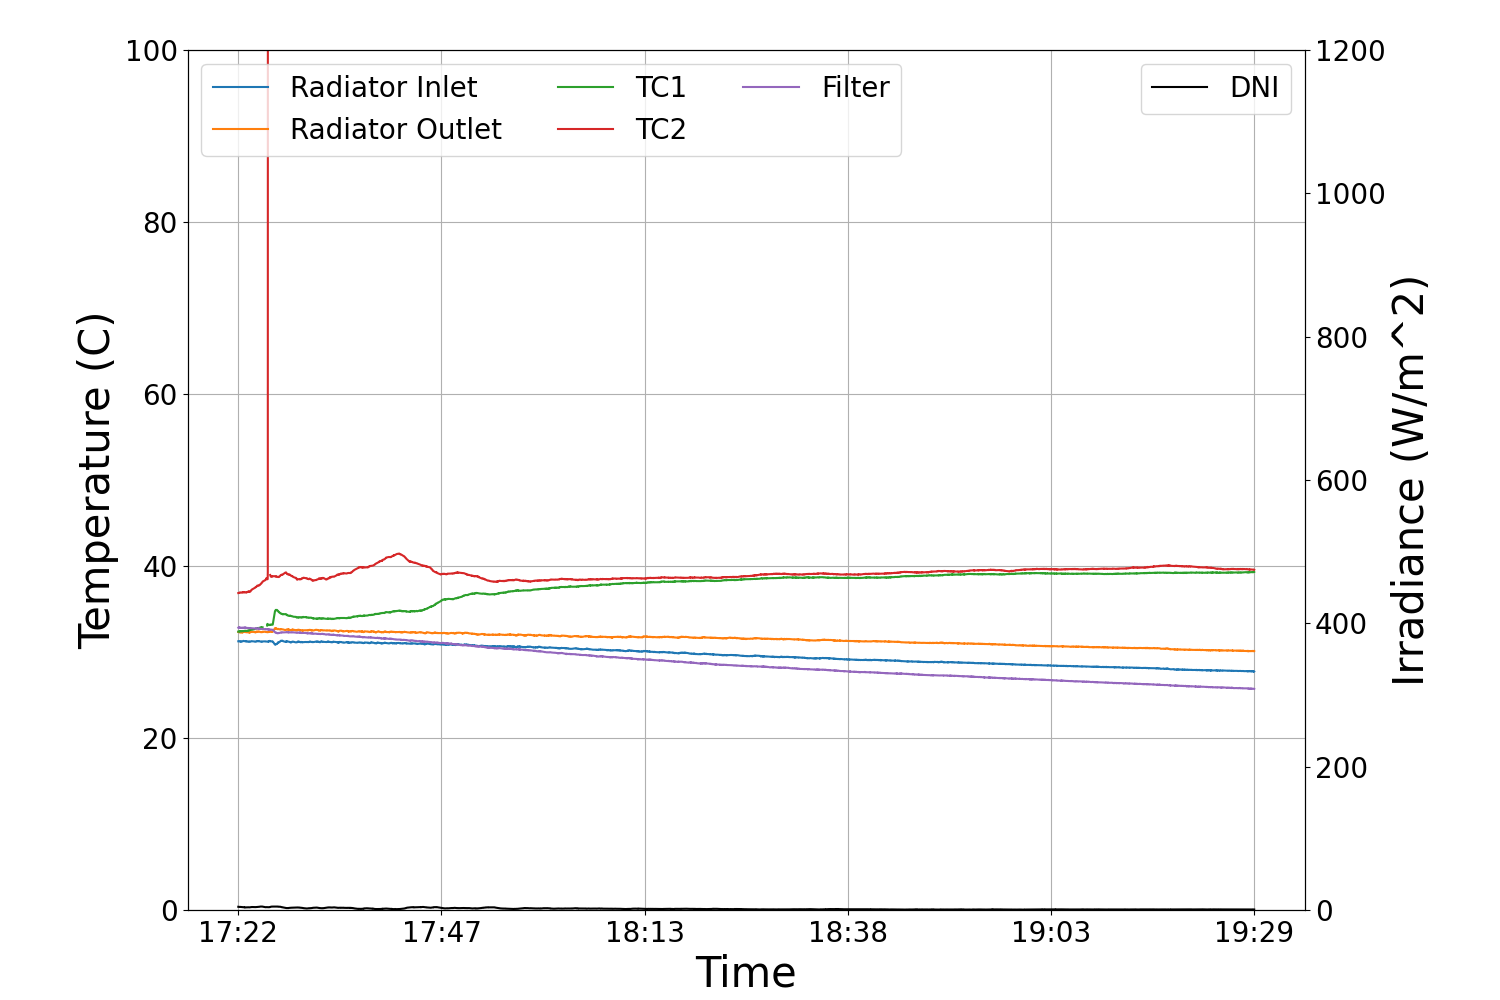 Radiator Inlet
Radiator Outlet
TC1
TC2
Filter
DNI
Temperature (C)
100
80
60
40
20
0
Irradiance (W/m^2)
1200
1000
800
600
400
200
0
17:22 17:47 18:13 18:38 19:03 19:29
Time